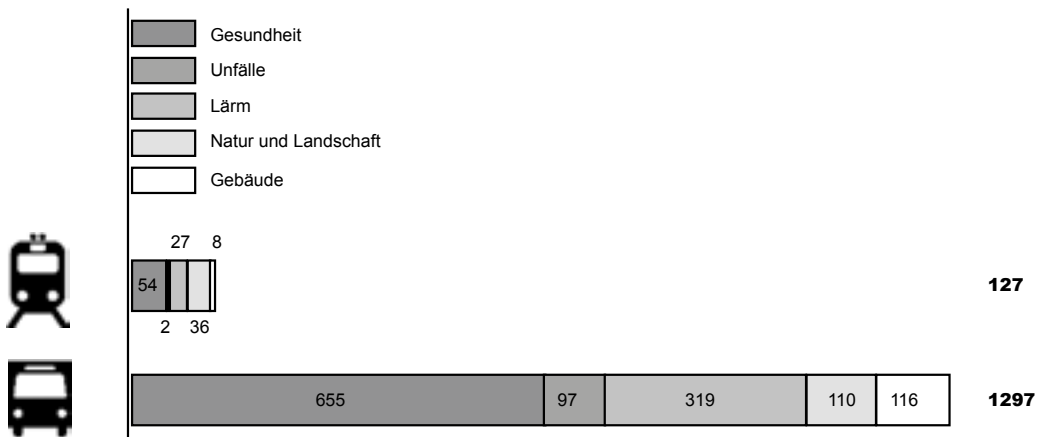 Gesundheit
Unfälle
Lärm
Natur und Landschaft
Gebäude
27 8
54
127
2 36
655 97 319 110 116
1297